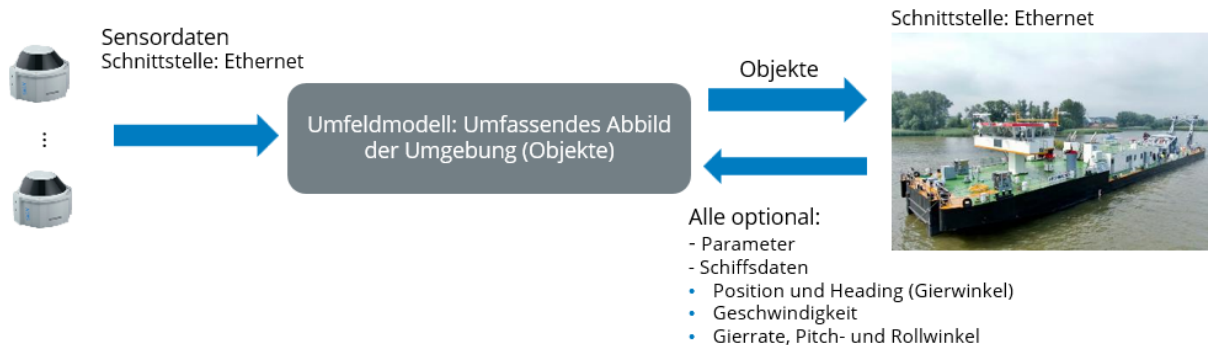 Sensordaten
Schnittstelle: Ethernet
Umfeldmodell: Umfassendes Abbild
der Umgebung (Objekte)
Objekte
Schnittstelle: Ethernet
Alle optional:
- Parameter
- Schiffsdaten
• Position und Heading (Gierwinkel)
• Geschwindigkeit
• Gierrate, Pitch- und Rollwinkel